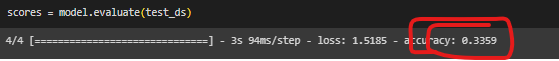 scores = model.evaluate(test_ds)
4/4 [==============================] - 3s 94ms/step - loss: 1.5185 - accuracy: 0.3359